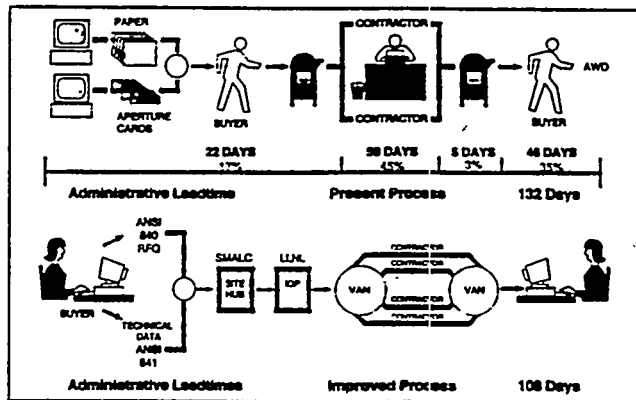 PAPER
APERTURE
CARDS
BUYER
CONTRACTOR
CONTRACTOR
BUYER
AWD
22 DAYS
17%
DAYS
45%
5 DAYS
3%
46 DAYS
35%
Administrative Leadtime
Present Process
132 Days
ANSI
840
RFQ
BUYER
TECHNICAL
DATA
ANSI
841
SMALC
SITE
HUB
LLNL
VAN
CONTRACTOR
CONTRACTOR
CONTRACTOR
CONTRACTOR
VAN
Administrative Leadtimes
Improved Process
108 Days